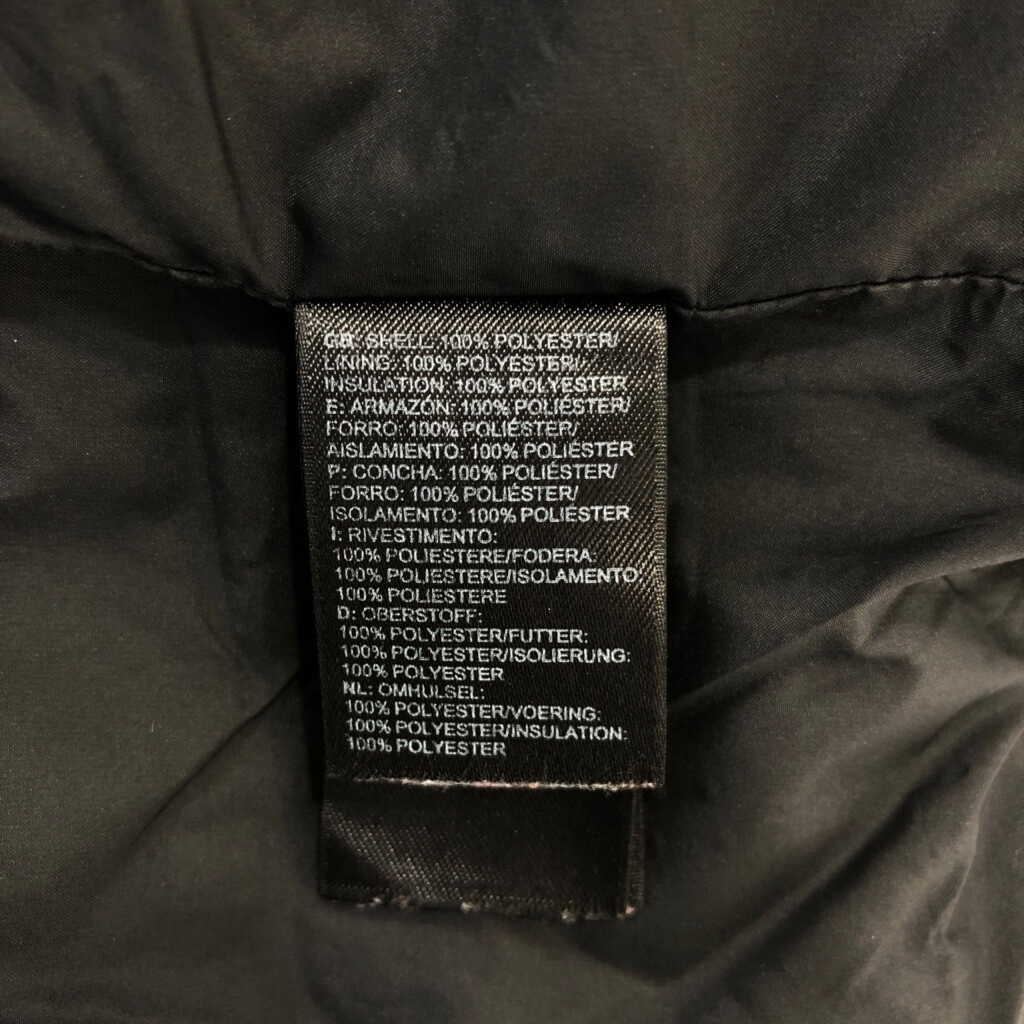 GB: SHELL: 100% POLYESTER/
LINING: 100% POLYESTER/
INSULATION: 100% POLYESTER
E: ARMAZÓN: 100% POLIÉSTER/
FORRO: 100% POLIÉSTER/
AISLAMIENTO: 100% POLIÉSTER
P: CONCHA: 100% POLIÉSTER/
FORRO: 100% POLIÉSTER/
ISOLAMENTO: 100% POLIÉSTER
I: RIVESTIMENTO:
100% POLIESTERE/FODERA:
100% POLIESTERE/ISOLAMENTO:
100% POLIESTERE
D: OBERSTOFF:
100% POLYESTER/FUTTER:
100% POLYESTER/ISOLIERUNG:
100% POLYESTER
NL: OMHULSEL:
100% POLYESTER/VOERING:
100% POLYESTER/INSULATION:
100% POLYESTER